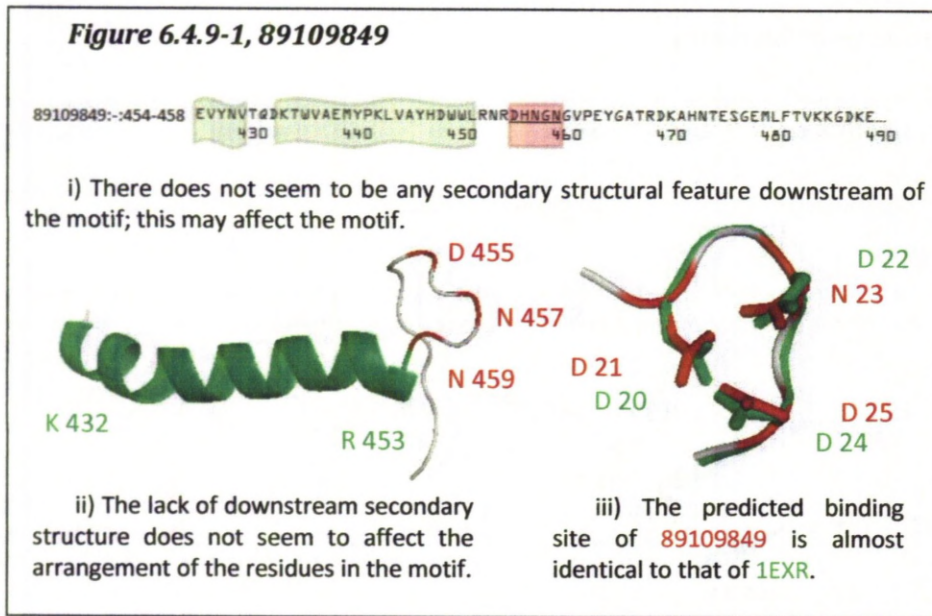 Figure 6.4.9-1, 89109849
89109849:-:454-458 EVYNVTQDKTWVAEMYPKLVAYHDWWLRNRDHNGNGVPEYGATRDKAHNTESGEMLFTVKKGDKE...
430 440 450 460 470 480 490
i) There does not seem to be any secondary structural feature downstream of
the motif; this may affect the motif.
D 455
N 457
N 459
K 432
R 453
D 22
N 23
D 21
D 20
D 25
D 24
ii) The lack of downstream secondary
structure does not seem to affect the
arrangement of the residues in the motif.
iii) The predicted binding
site of 89109849 is almost
identical to that of 1EXR.